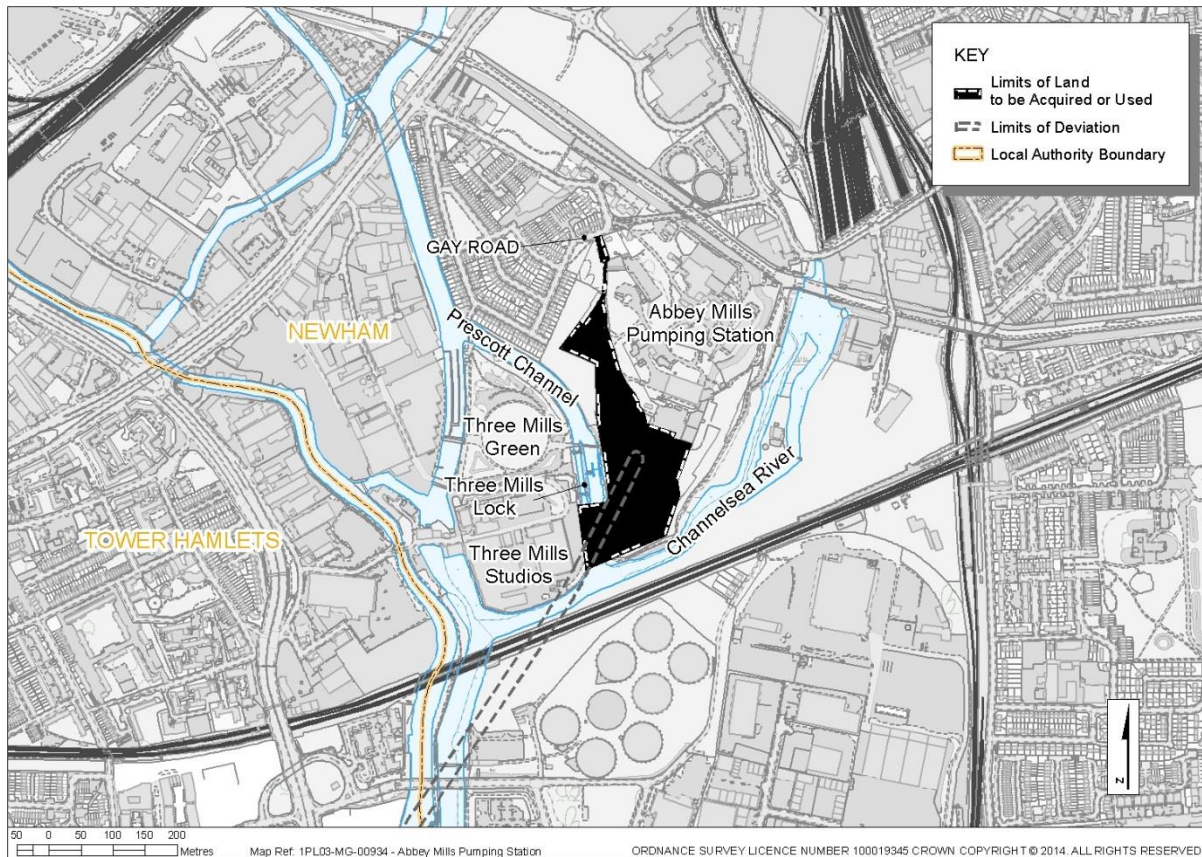 KEY
Limits of Land
to be Acquired or Used
Limits of Deviation
Local Authority Boundary
GAY ROAD
Abbey Mills
Pumping Station
NEWHAM
Prescott Channel
Three Mills
Green
Three Mills
Lock
Channelsea River
TOWER HAMLETS
Three Mills
Studios
N
50 0 50 100 150 200
Metres
Map Ref: 1PL03-MG-00934 - Abbey Mills Pumping Station
ORDNANCE SURVEY LICENCE NUMBER 100019345 CROWN COPYRIGHT © 2014. ALL RIGHTS RESERVED